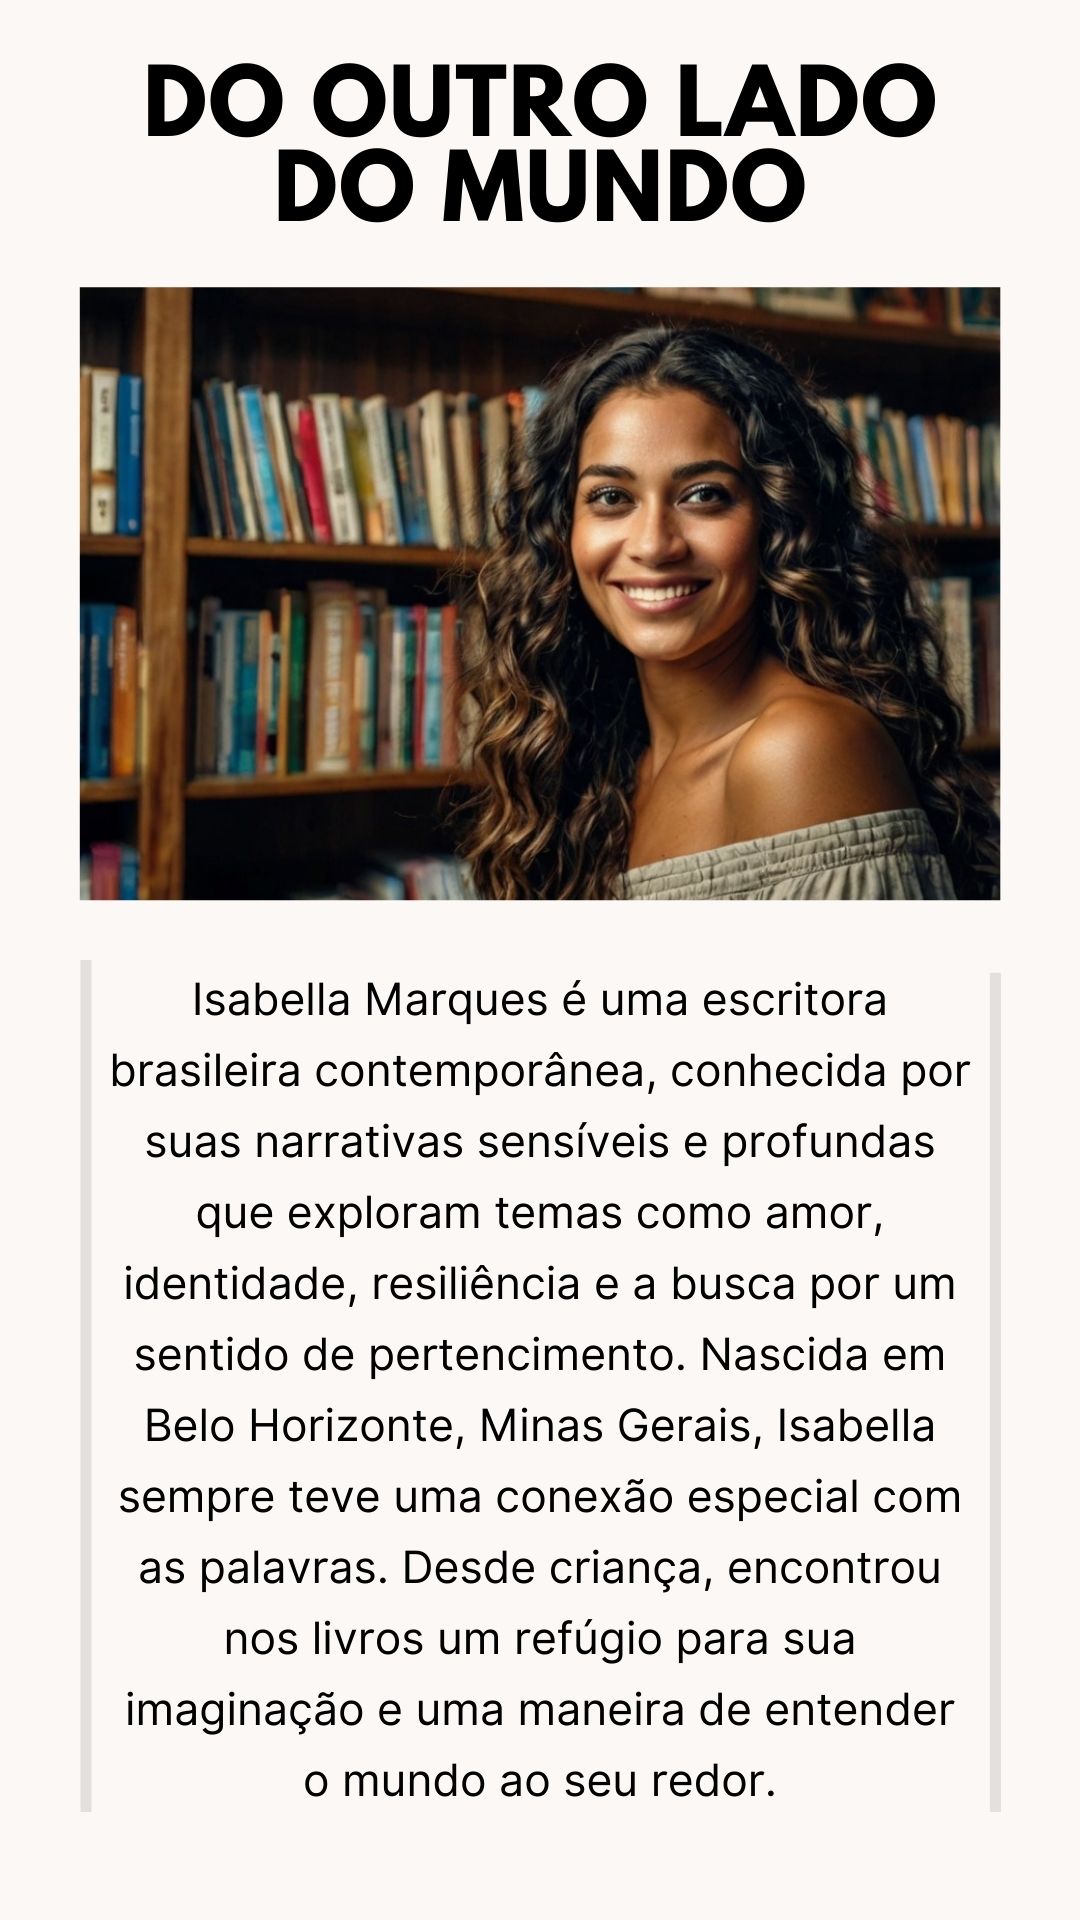 DO OUTRO LADO
DO MUNDO
Isabella Marques é uma escritora
brasileira contemporânea, conhecida por
suas narrativas sensíveis e profundas
que exploram temas como amor,
identidade, resiliência e a busca por um
sentido de pertencimento. Nascida em
Belo Horizonte, Minas Gerais, Isabella
sempre teve uma conexão especial com
as palavras. Desde criança, encontrou
nos livros um refúgio para sua
imaginação e uma maneira de entender
o mundo ao seu redor.